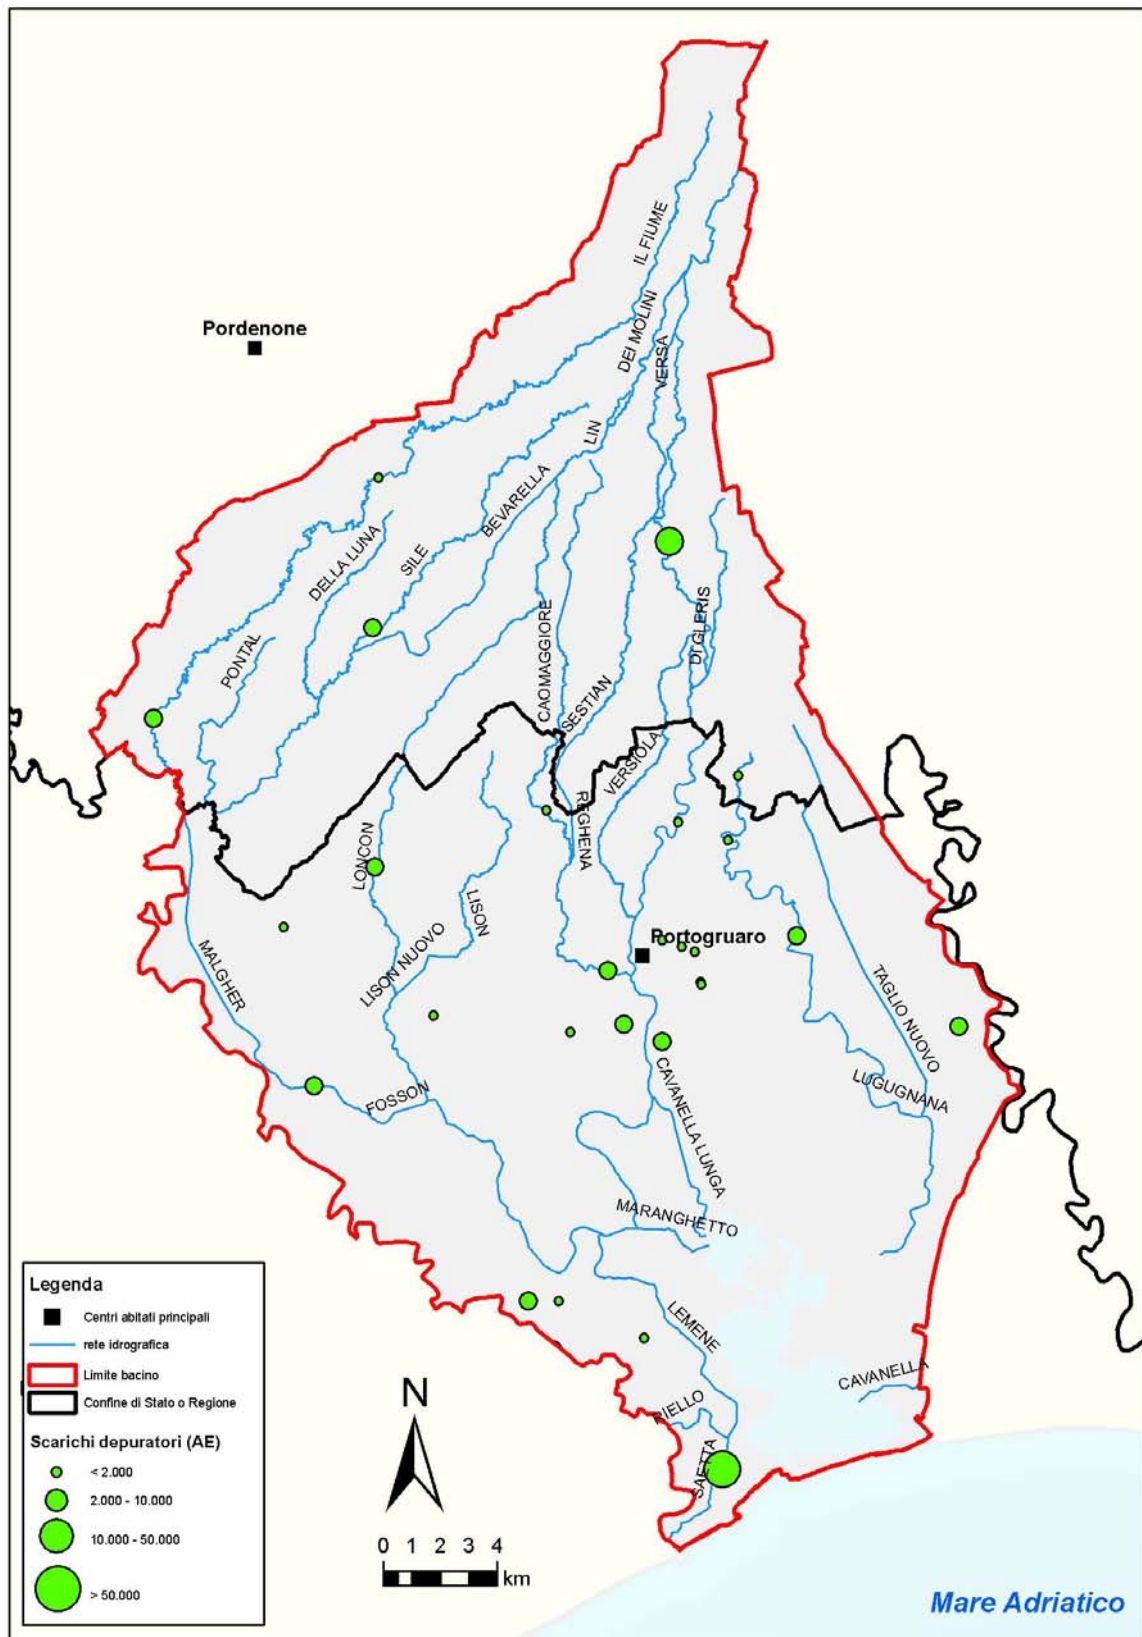 IL FIUME
DEI MOLINI
VERSA
Pordenone
LIN
BEVARELLA
SILE
DELLA LUNA
PONTAL
CAOMAGGIORE
SESTIAN
DI GLERIS
VERSIOLA
REGHENA
LONCON
LISON
LISON NUOVO
MALGHER
Portogruaro
TAGLIO NUOVO
LUGUGNANA
FOSSON
CAVANELLA LUNGA
MARANGHETTO
LEMENE
CAVANELLA
RIELLO
SAETTA
Legenda
Centri abitati principali
rete idrografica
Limite bacino
Confine di Stato o Regione
Scarichi depuratori (AE)
< 2.000
2.000 - 10.000
10.000 - 50.000
> 50.000
N
0 1 2 3 4
km
Mare Adriatico